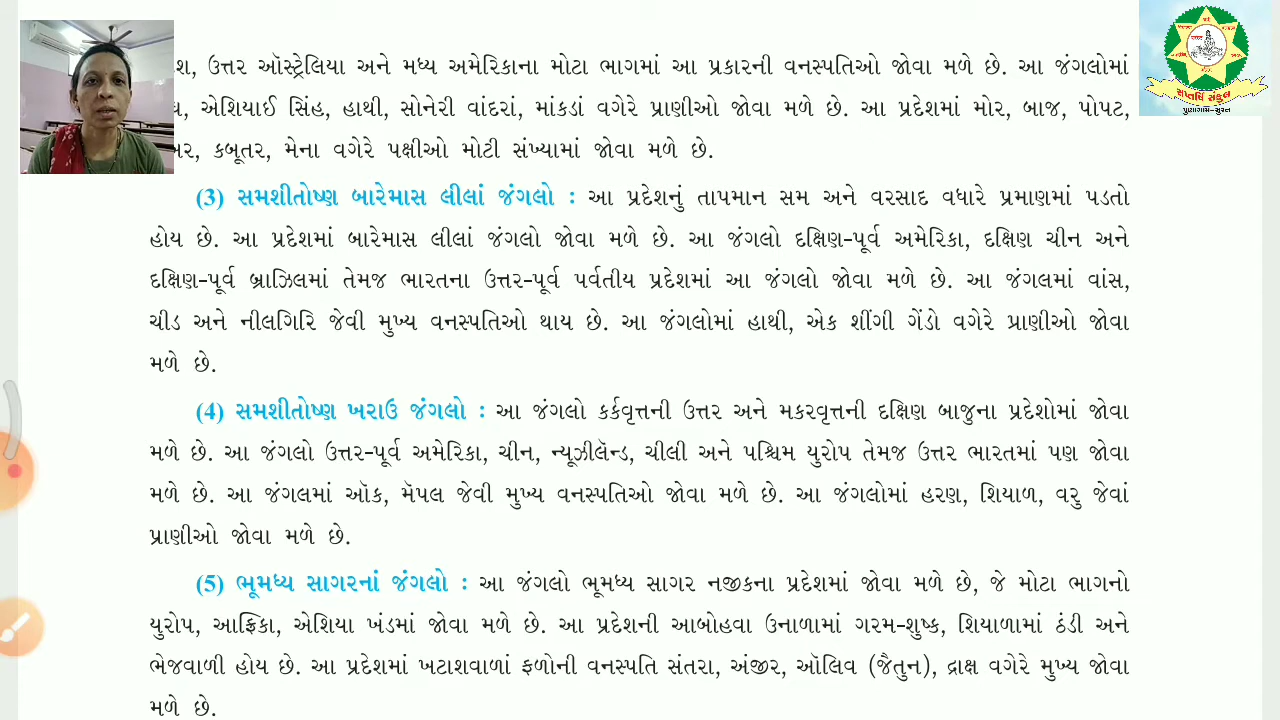 ઉત્તર ઑસ્ટ્રેલિયા અને મધ્ય અમેરિકાના મોટા ભાગમાં આ પ્રકારની વનસ્પતિઓ જોવા મળે છે. આ જંગલોમાં
એશિયાઈ સિંહ, હાથી, સોનેરી વાંદરાં, માંકડાં વગેરે પ્રાણીઓ જોવા મળે છે. આ પ્રદેશમાં મોર, બાજ, પોપટ,
કબૂતર, મેના વગેરે પક્ષીઓ મોટી સંખ્યામાં જોવા મળે છે.
(3) સમશીતોષ્ણ બારેમાસ લીલાં જંગલો : આ પ્રદેશનું તાપમાન સમ અને વરસાદ વધારે પ્રમાણમાં પડતો
હોય છે. આ પ્રદેશમાં બારેમાસ લીલાં જંગલો જોવા મળે છે. આ જંગલો દક્ષિણ-પૂર્વ અમેરિકા, દક્ષિણ ચીન અને
દક્ષિણ-પૂર્વ બ્રાઝિલમાં તેમજ ભારતના ઉત્તર-પૂર્વ પર્વતીય પ્રદેશમાં આ જંગલો જોવા મળે છે. આ જંગલમાં વાંસ,
ચીડ અને નીલગિરિ જેવી મુખ્ય વનસ્પતિઓ થાય છે. આ જંગલોમાં હાથી, એક શીંગી ગેંડો વગેરે પ્રાણીઓ જોવા
મળે છે.
(4) સમશીતોષ્ણ ખરાઉ જંગલો : આ જંગલો કર્કવૃત્તની ઉત્તર અને મકરવૃત્તની દક્ષિણ બાજુના પ્રદેશોમાં જોવા
મળે છે. આ જંગલો ઉત્તર-પૂર્વ અમેરિકા, ચીન, ન્યૂઝીલૅન્ડ, ચીલી અને પશ્ચિમ યુરોપ તેમજ ઉત્તર ભારતમાં પણ જોવા
મળે છે. આ જંગલમાં ઑક, મૅપલ જેવી મુખ્ય વનસ્પતિઓ જોવા મળે છે. આ જંગલોમાં હરણ, શિયાળ, વરુ જેવાં
પ્રાણીઓ જોવા મળે છે.
(5) ભૂમધ્ય સાગરનાં જંગલો : આ જંગલો ભૂમધ્ય સાગર નજીકના પ્રદેશમાં જોવા મળે છે, જે મોટા ભાગનો
યુરોપ, આફ્રિકા, એશિયા ખંડમાં જોવા મળે છે. આ પ્રદેશની આબોહવા ઉનાળામાં ગરમ-શુષ્ક, શિયાળામાં ઠંડી અને
ભેજવાળી હોય છે. આ પ્રદેશમાં ખટાશવાળાં ફળોની વનસ્પતિ સંતરા, અંજીર, ઑલિવ (જૈતુન), દ્રાક્ષ વગેરે મુખ્ય જોવા
મળે છે.
સપ્તર્ષિ સંકુલ
પુણાગામ-સુરત